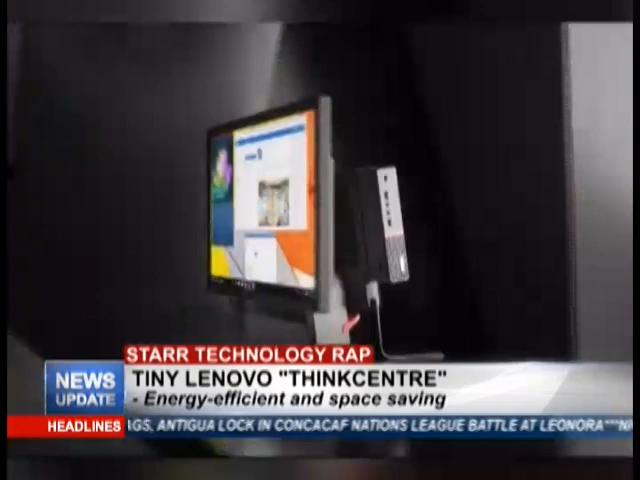 STARR TECHNOLOGY RAP
NEWS
UPDATE
TINY LENOVO "THINKCENTRE"
- Energy-efficient and space saving
HEADLINES
GS, ANTIGUA LOCK IN CONCACAF NATIONS LEAGUE BATTLE AT LEONORA***